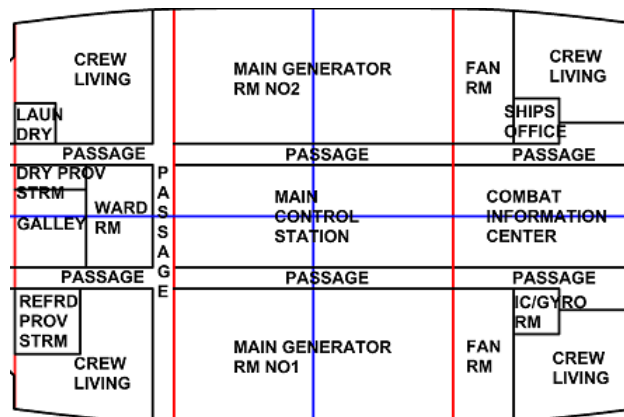 CREW
LIVING
MAIN GENERATOR
RM NO2
FAN
RM
CREW
LIVING
LAUN
DRY
SHIPS
OFFICE
PASSAGE
PASSAGE
PASSAGE
DRY PROV
STRM
GALLEY
WARD
RM
PASSAGE
MAIN
CONTROL
STATION
COMBAT
INFORMATION
CENTER
PASSAGE
PASSAGE
PASSAGE
REFRD
PROV
STRM
CREW
LIVING
MAIN GENERATOR
RM NO1
FAN
RM
IC/GYRO
RM
CREW
LIVING